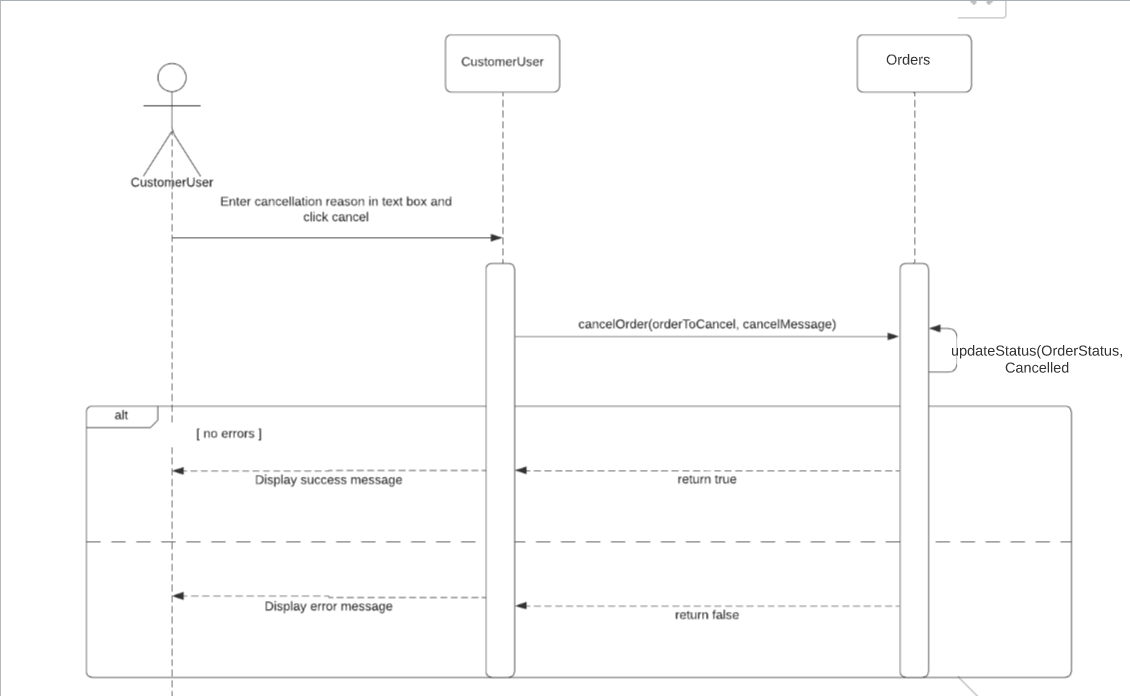 CustomerUser
Orders
CustomerUser
Enter cancellation reason in text box and
click cancel
cancelOrder(orderToCancel, cancelMessage)
updateStatus(OrderStatus,
Cancelled
alt
[ no errors ]
Display success message
return true
Display error message
return false